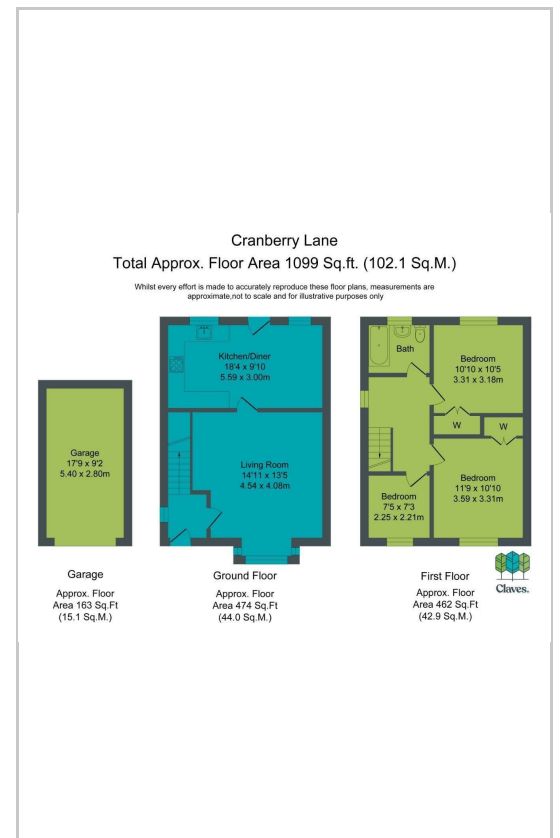 Cranberry Lane
Total Approx. Floor Area 1099 Sq.ft. (102.1 Sq.M.)
Whilst every effort is made to accurately reproduce these floor plans, measurements are
approximate,not to scale and for illustrative purposes only
Garage
17'9 x 9'2
5.40 x 2.80m
Garage
Approx. Floor
Area 163 Sq.Ft
(15.1 Sq.M.)
Kitchen/Diner
18'4 x 9'10
5.59 x 3.00m
Living Room
14'11 x 13'5
4.54 x 4.08m
Ground Floor
Approx. Floor
Area 474 Sq.Ft
(44.0 Sq.M.)
Bath
Bedroom
10'10 x 10'5
3.31 x 3.18m
W
W
Bedroom
11'9 x 10'10
3.59 x 3.31m
Bedroom
7'5 x 7'3
2.25 x 2.21m
First Floor
Approx. Floor
Area 462 Sq.Ft
(42.9 Sq.M.)
Claves.